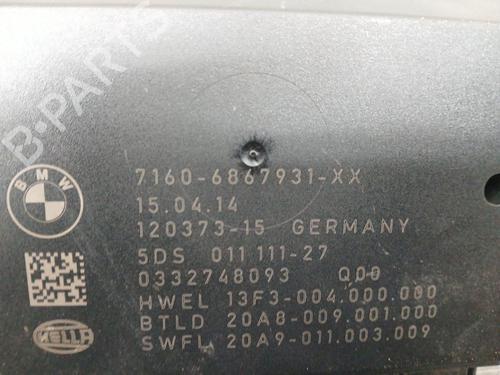 B-PARTS
BMW
7160-6867931-XX
15.04.14
120373-15 GERMANY
5DS 011 111-27
0332748093 Q00
HWEL 13F3-004.000.000
BTLD 20A8-009.001.000
SWFL 20A9-011.003.009
HELLA